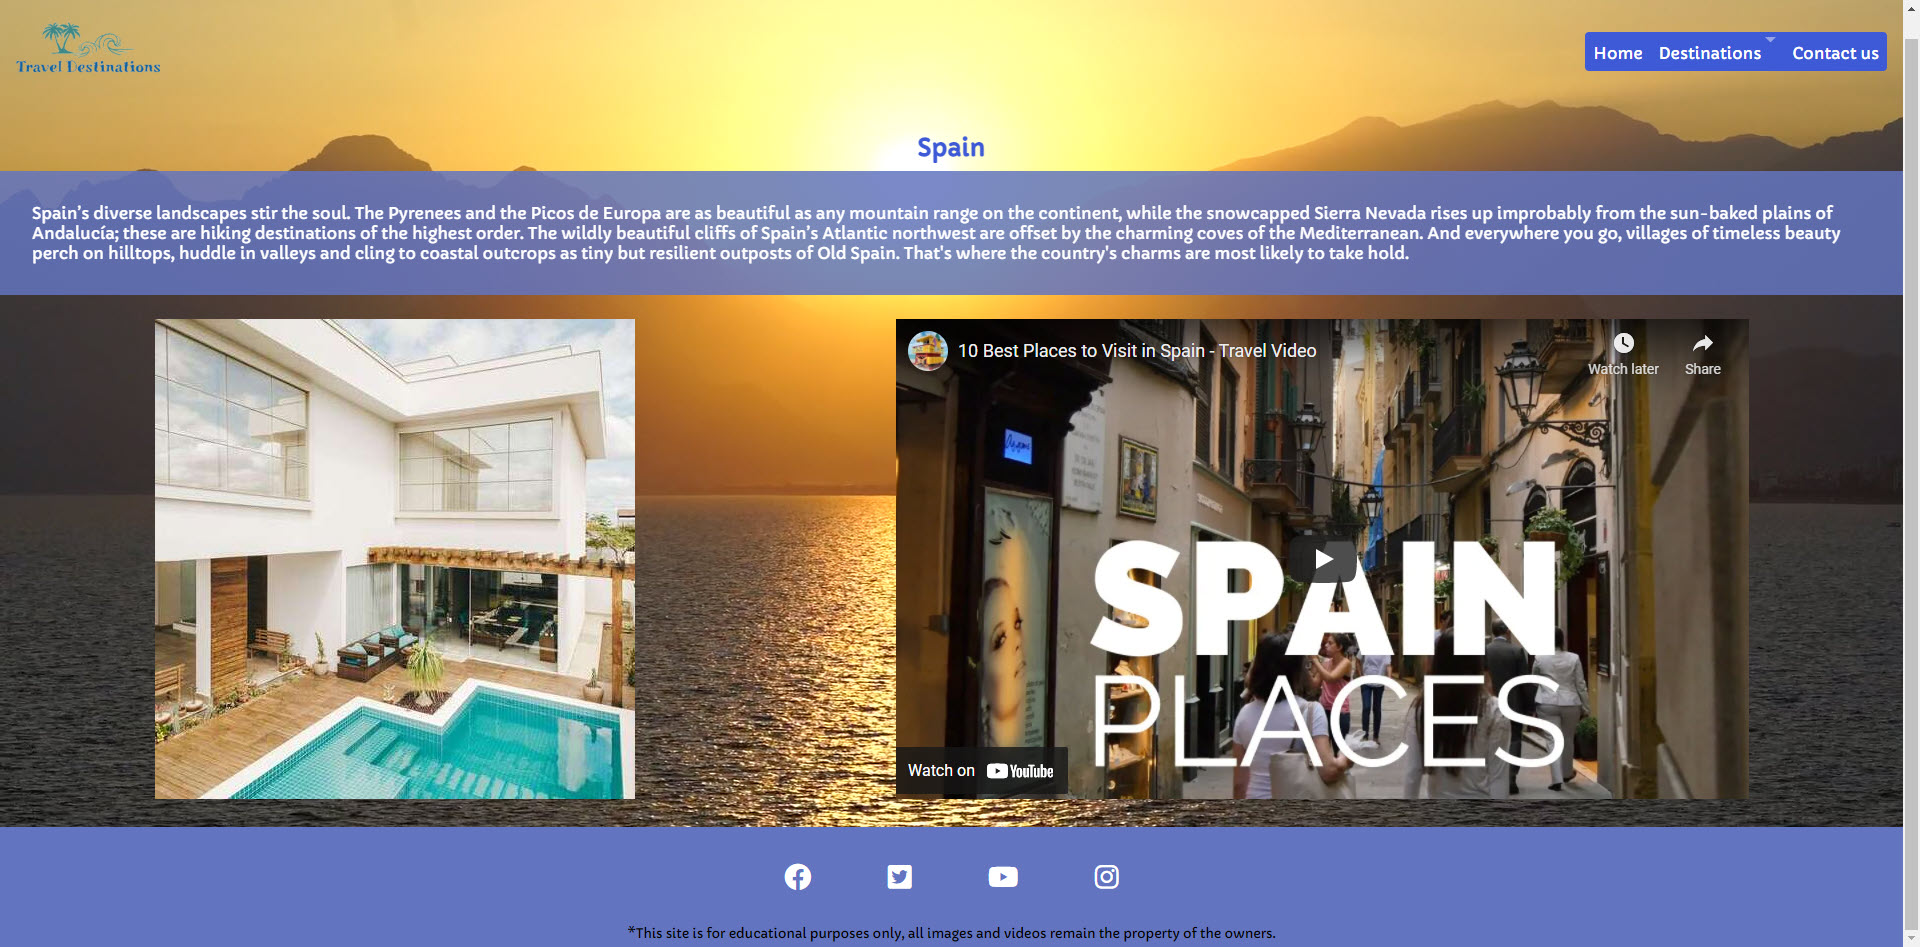 Travel Destinations
Home Destinations Contact us
Spain
Spain’s diverse landscapes stir the soul. The Pyrenees and the Picos de Europa are as beautiful as any mountain range on the continent, while the snowcapped Sierra Nevada rises up improbably from the sun-baked plains of
Andalucía; these are hiking destinations of the highest order. The wildly beautiful cliffs of Spain’s Atlantic northwest are offset by the charming coves of the Mediterranean. And everywhere you go, villages of timeless beauty
perch on hilltops, huddle in valleys and cling to coastal outcrops as tiny but resilient outposts of Old Spain. That's where the country's charms are most likely to take hold.
10 Best Places to Visit in Spain - Travel Video
Watch later Share
SPAIN
PLACES
Watch on YouTube
*This site is for educational purposes only, all images and videos remain the property of the owners.